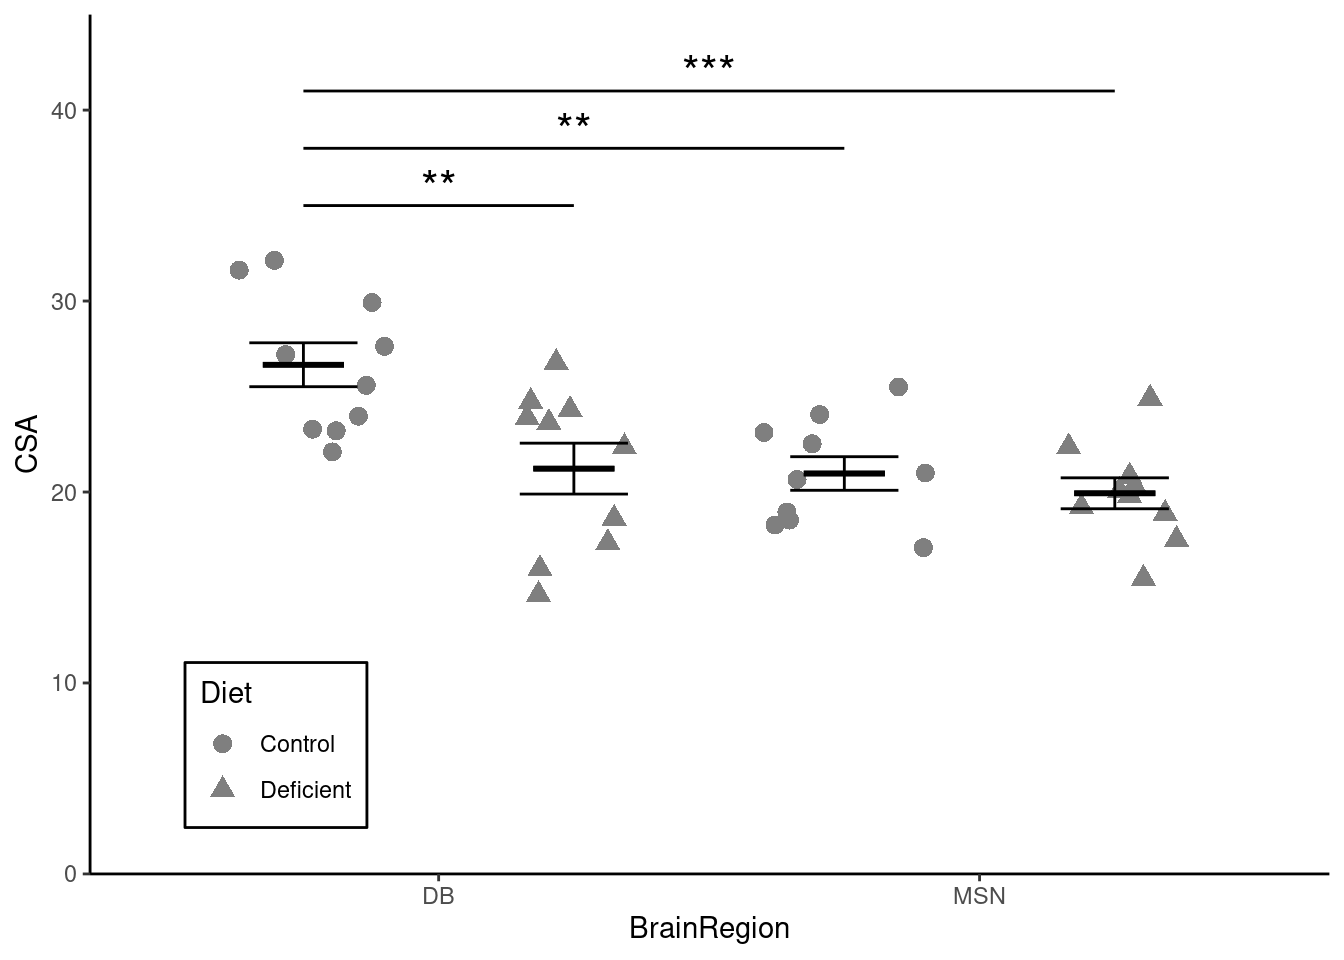 ***
40
**
**
30
CSA
20
10
Diet
Control
Deficient
0
DB MSN
BrainRegion